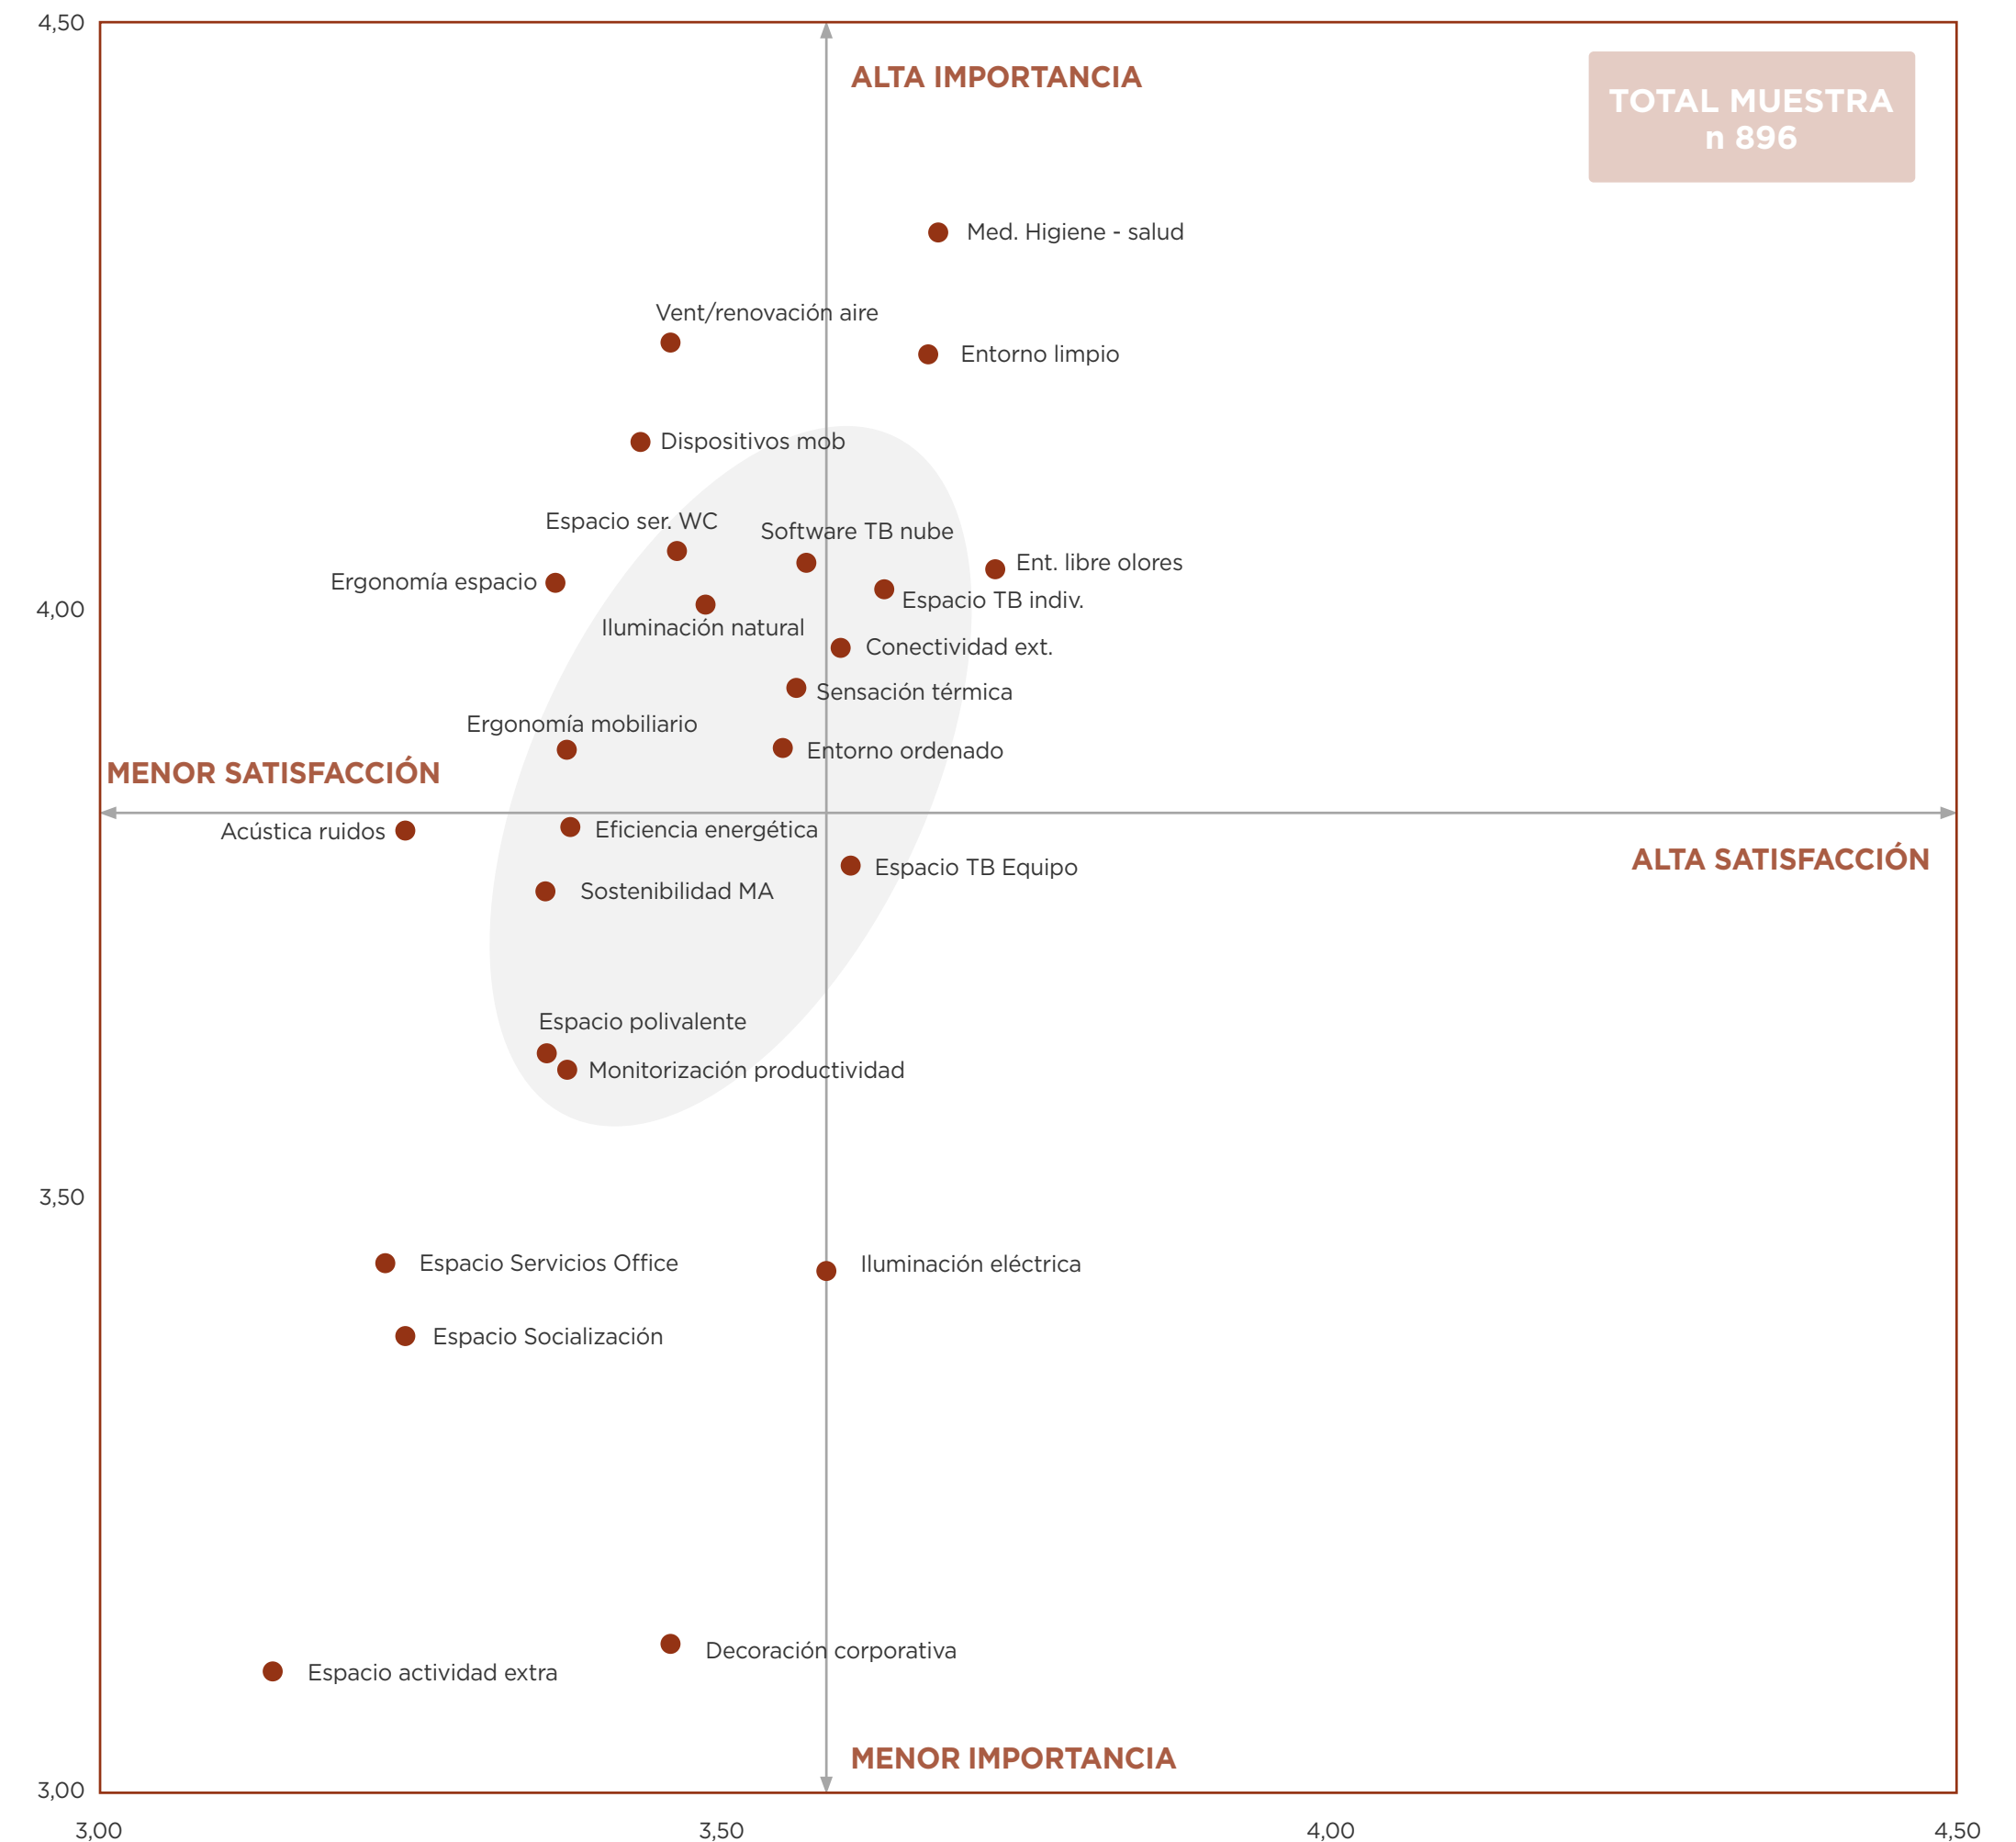 4,50
ALTA IMPORTANCIA
TOTAL MUESTRA
n 896
Med. Higiene - salud
Vent/renovación aire
Entorno limpio
Dispositivos mob
Espacio ser. WC
Software TB nube
Ent. libre olores
Ergonomía espacio
Espacio TB indiv.
4,00
Iluminación natural
Conectividad ext.
Sensación térmica
Ergonomía mobiliario
Entorno ordenado
MENOR SATISFACCIÓN
Acústica ruidos
Eficiencia energética
ALTA SATISFACCIÓN
Espacio TB Equipo
Sostenibilidad MA
Espacio polivalente
Monitorización productividad
3,50
Espacio Servicios Office
Iluminación eléctrica
Espacio Socialización
Decoración corporativa
Espacio actividad extra
MENOR IMPORTANCIA
3,00
3,00
3,50
4,00
4,50